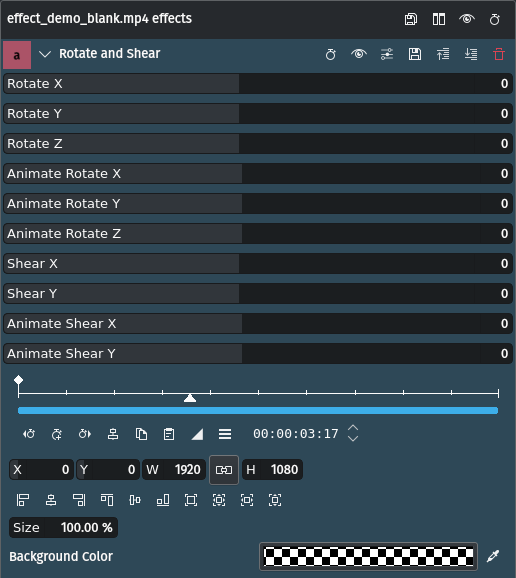 effect_demo_blank.mp4 effects
a Rotate and Shear
Rotate X 0
Rotate Y 0
Rotate Z 0
Animate Rotate X 0
Animate Rotate Y 0
Animate Rotate Z 0
Shear X 0
Shear Y 0
Animate Shear X 0
Animate Shear Y 0
00:00:03:17
X 0 Y 0 W 1920 H 1080
Size 100.00 %
Background Color